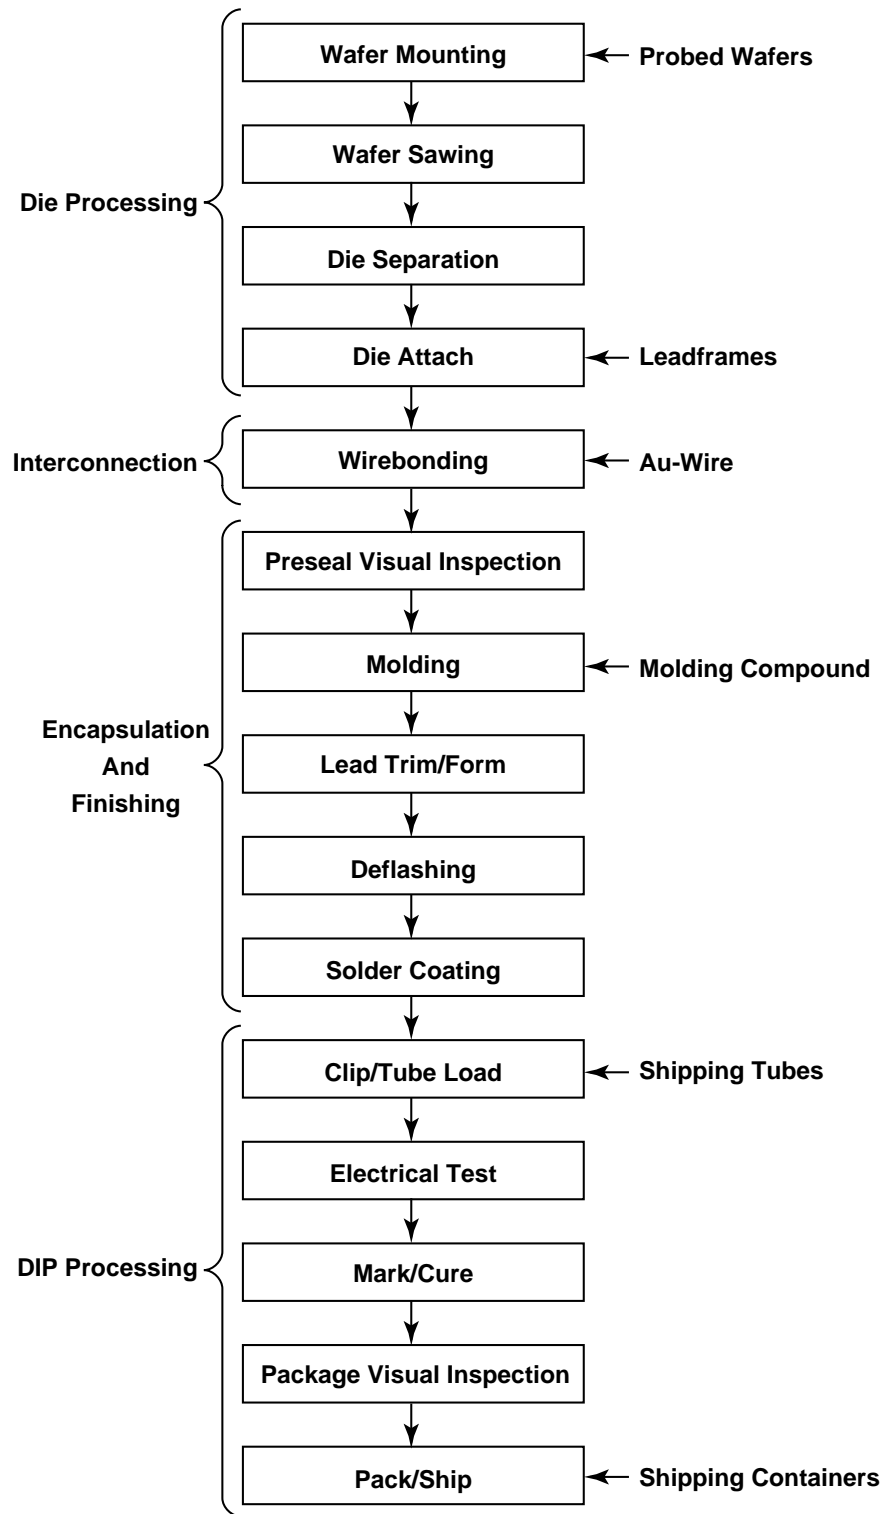 Wafer Mounting
Probed Wafers
Wafer Sawing
Die Processing
Die Separation
Die Attach
Leadframes
Interconnection
Wirebonding
Au-Wire
Preseal Visual Inspection
Molding
Molding Compound
Encapsulation
And
Finishing
Lead Trim/Form
Deflashing
Solder Coating
Clip/Tube Load
Shipping Tubes
Electrical Test
DIP Processing
Mark/Cure
Package Visual Inspection
Pack/Ship
Shipping Containers